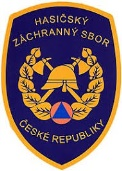 HASIČSKÝ
ZÁCHRANNÝ SBOR
ČESKÉ REPUBLIKY